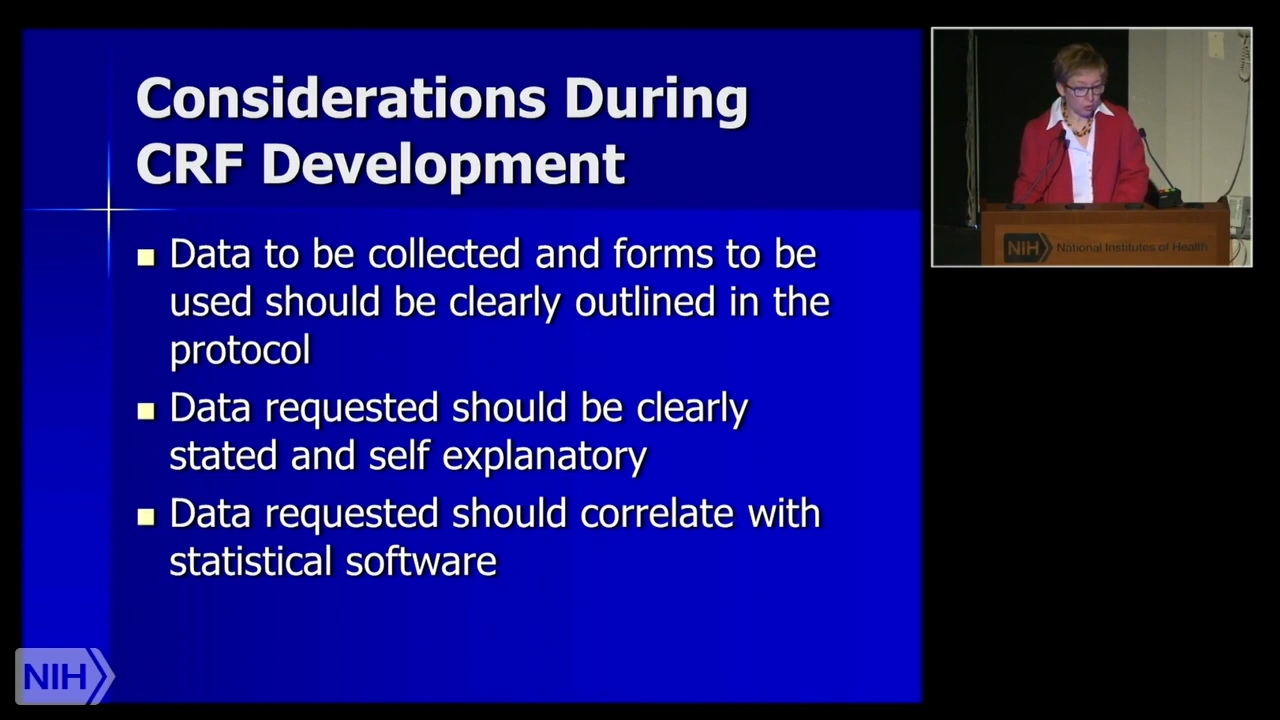 Considerations During
CRF Development
Data to be collected and forms to be
used should be clearly outlined in the
protocol
Data requested should be clearly
stated and self explanatory
Data requested should correlate with
statistical software
NIH National Institutes of Health
NIH